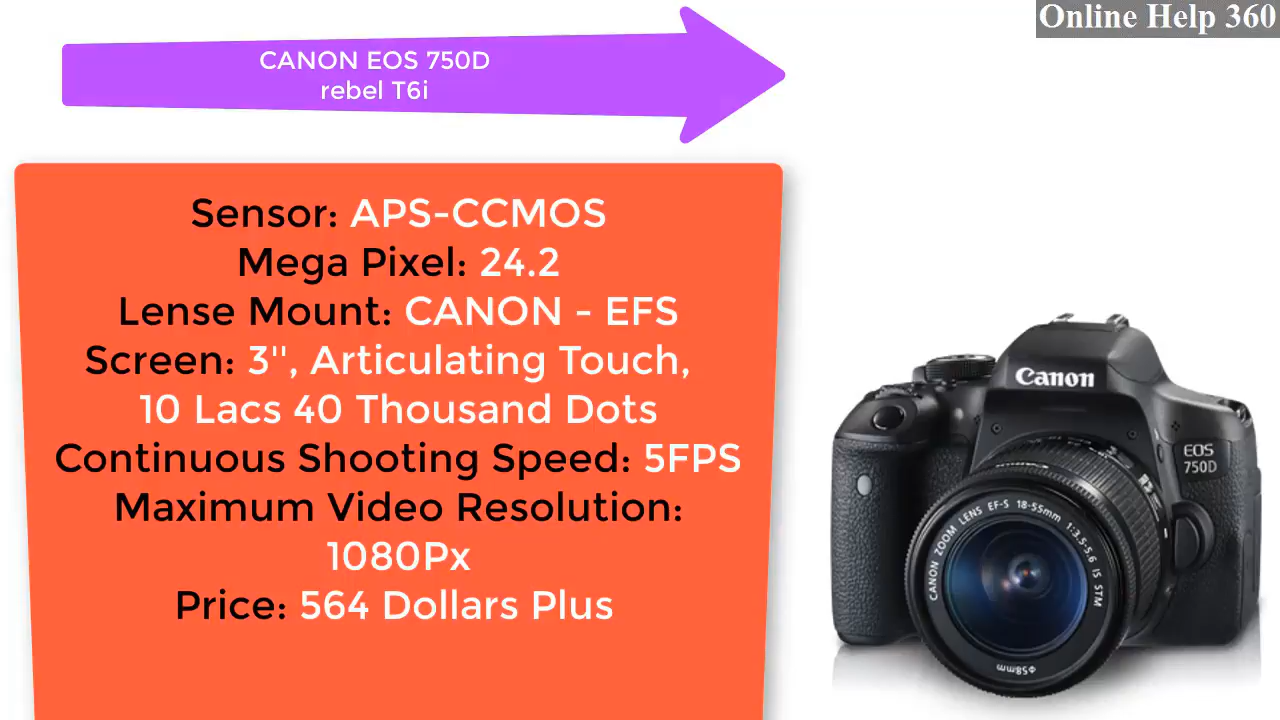 Online Help 360
CANON EOS 750D
rebel T6i
Sensor: APS-CCMOS
Mega Pixel: 24.2
Lense Mount: CANON - EFS
Screen: 3'', Articulating Touch,
10 Lacs 40 Thousand Dots
Continuous Shooting Speed: 5FPS
Maximum Video Resolution:
1080Px
Price: 564 Dollars Plus
Canon
EOS
750D
CANON ZOOM LENS EF-S 18-55mm 1:3.5-5.6 IS STM
Φ58mm